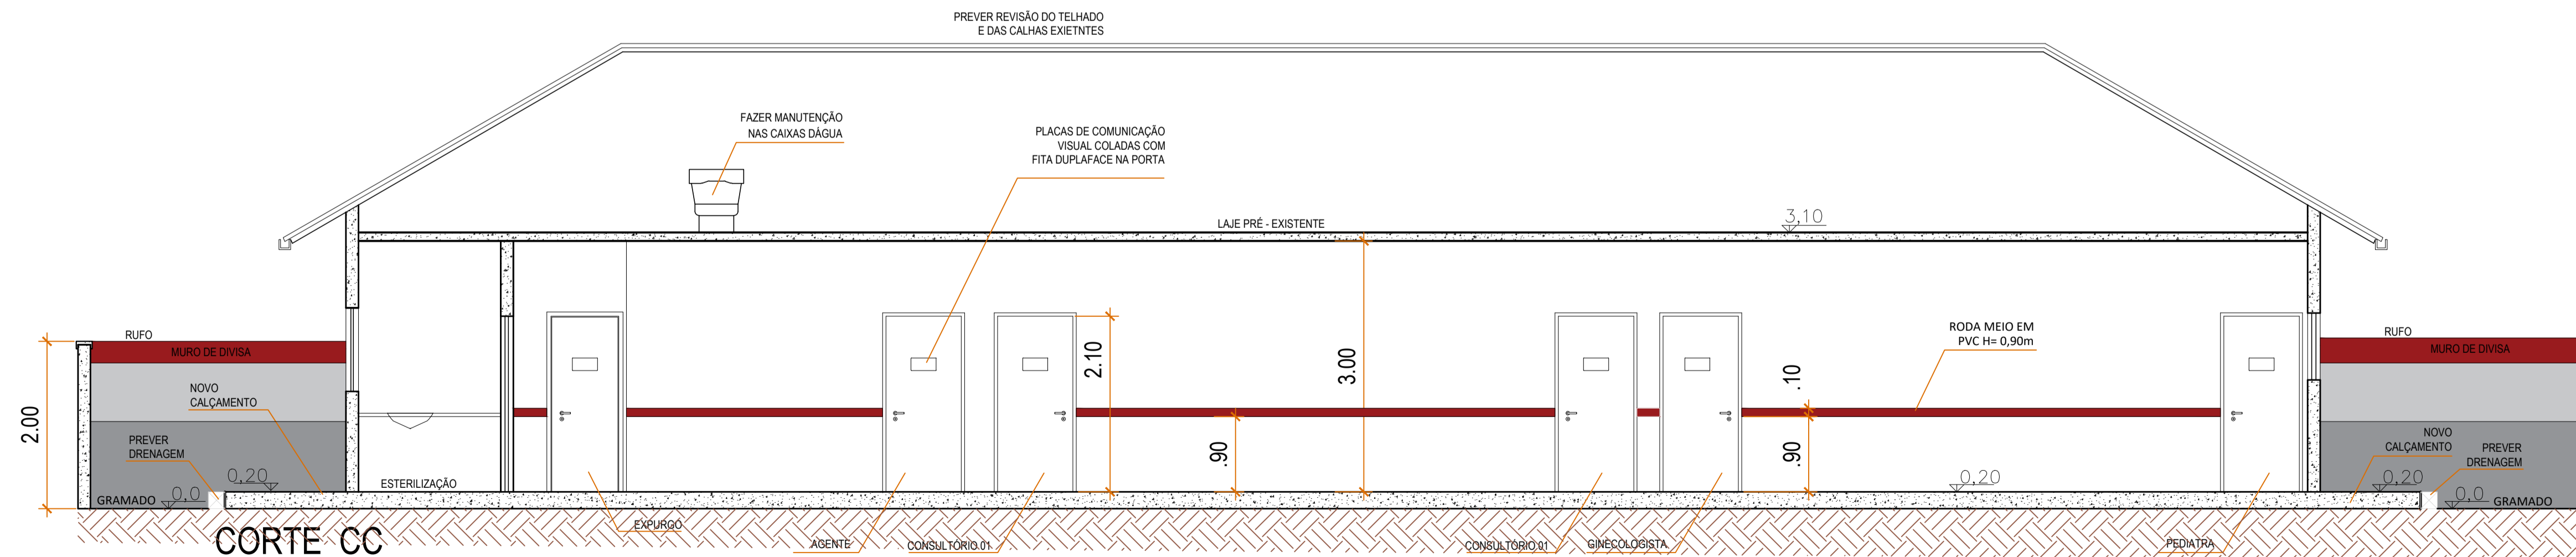 PREVER REVISÃO DO TELHADO
E DAS CALHAS EXIETNTES
FAZER MANUTENÇÃO
NAS CAIXAS DÁGUA
PLACAS DE COMUNICAÇÃO
VISUAL COLADAS COM
FITA DUPLAFACE NA PORTA
LAJE PRÉ - EXISTENTE
3,10
RUFO
MURO DE DIVISA
NOVO
CALÇAMENTO
PREVER
DRENAGEM
2.00
0,20
GRAMADO
0,0
ESTERILIZAÇÃO
2.10
3.00
.90
.10
.90
RODA MEIO EM
PVC H= 0,90m
0,20
RUFO
MURO DE DIVISA
NOVO
CALÇAMENTO
PREVER
DRENAGEM
0,20
0,0
GRAMADO
CORTE CC
EXPURGO
AGENTE
CONSULTÓRIO 01
CONSULTÓRIO 01
GINECOLOGISTA
PEDIATRA